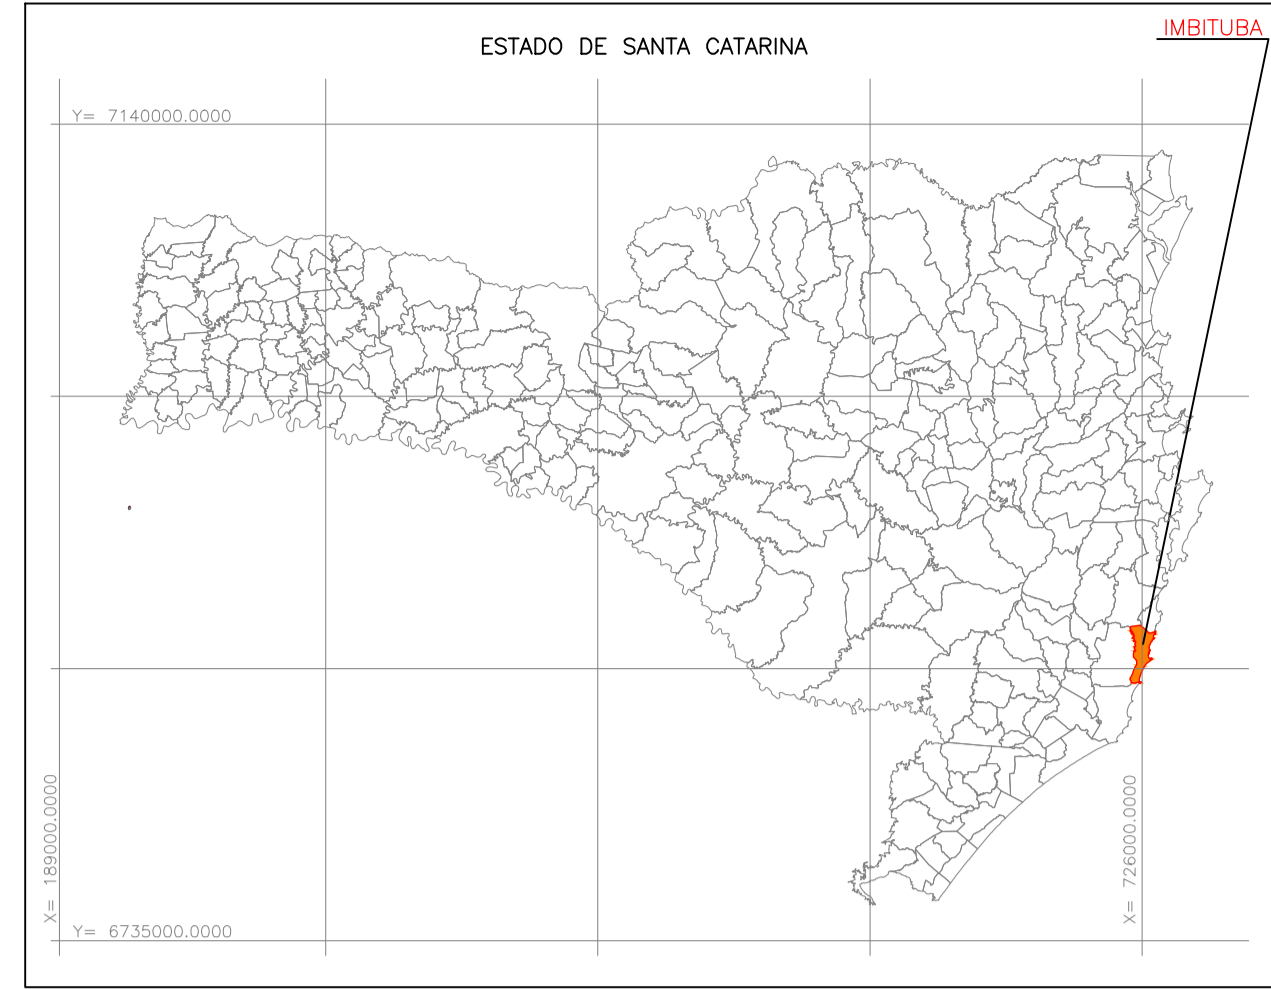 IMBITUBA
ESTADO DE SANTA CATARINA
Y= 7140000.0000
X= 189000.0000
X= 726000.0000
Y= 6735000.0000